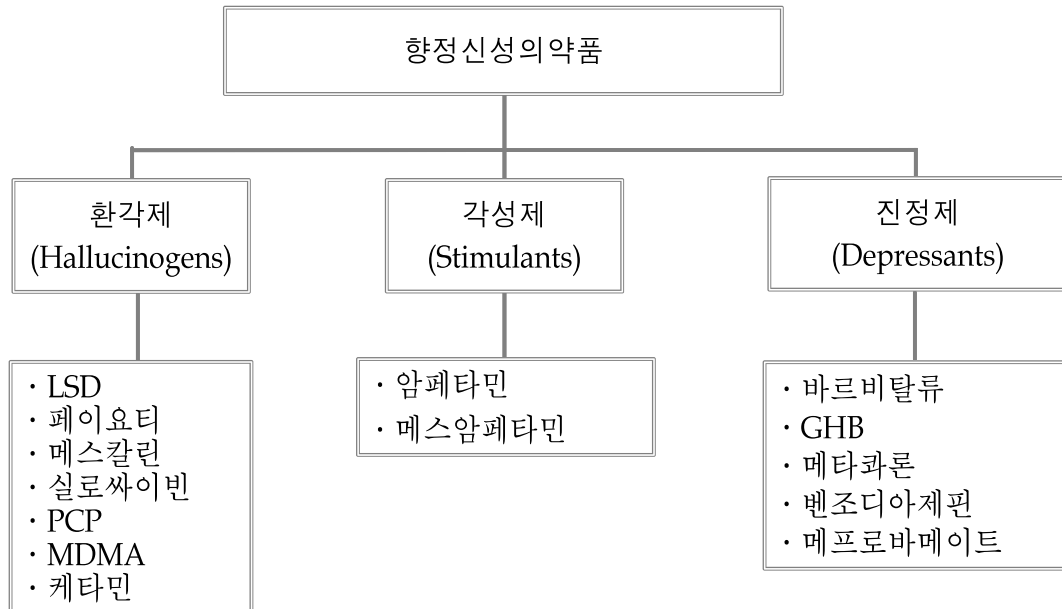 향정신성의약품
환각제
(Hallucinogens)
각성제
(Stimulants)
진정제
(Depressants)
· LSD
· 페이요티
· 메스칼린
· 실로싸이빈
· PCP
· MDMA
· 케타민
· 암페타민
· 메스암페타민
· 바르비탈류
· GHB
· 메타콰론
· 벤조디아제핀
· 메프로바메이트